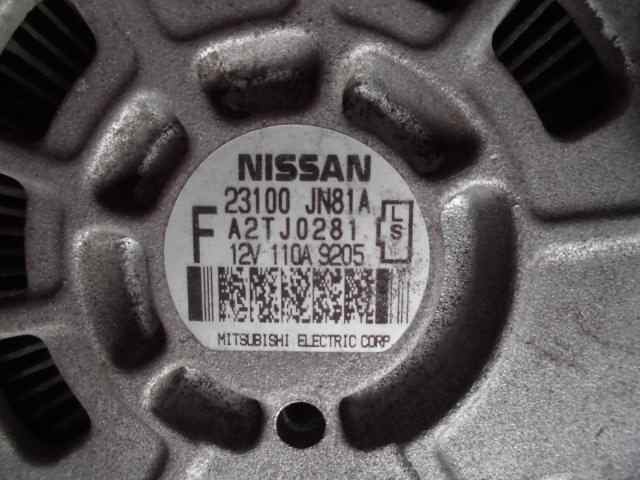 NISSAN
23100 JN81A
F A2TJ0281 L S
12V 110A 9205
MITSUBISHI ELECTRIC CORP